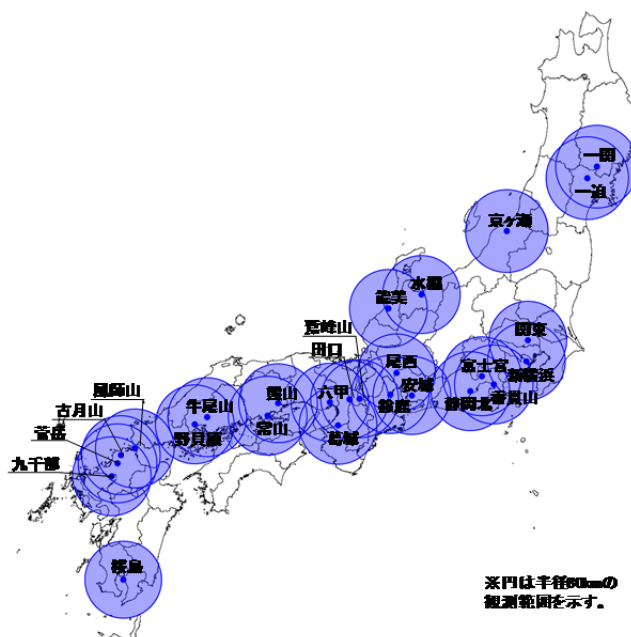 一関
一迫
京ヶ瀬
水橋
能美
鷲峰山
田口
関東
尾西
富士宮
新横浜
六甲
安城
鈴鹿
静岡北
香貫山
葛城
熊山
常山
牛尾山
野貝原
風師山
古月山
菅岳
九千部
桜島
※円は半径60kmの
観測範囲を示す。